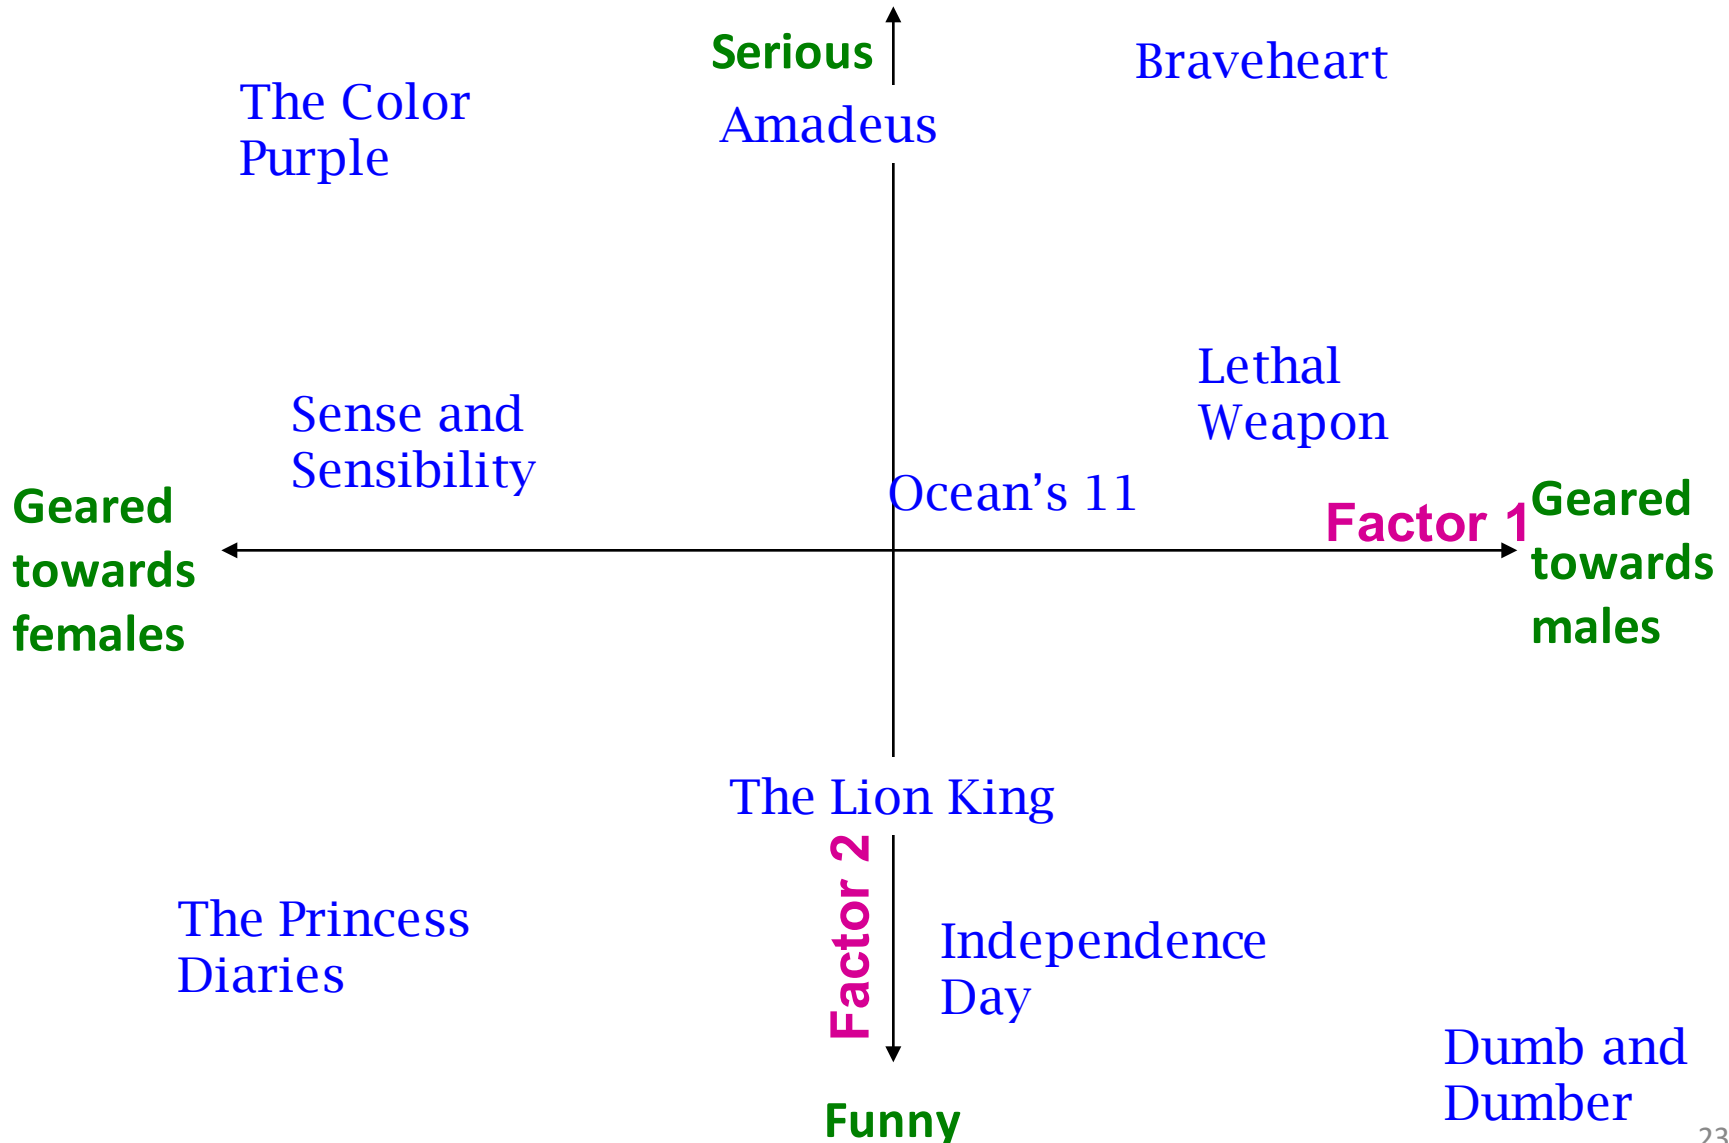 Serious
Braveheart
The Color
Purple
Amadeus
Lethal
Weapon
Sense and
Sensibility
Ocean’s 11
Geared
towards
females
Factor 1
Geared
towards
males
The Lion King
Factor 2
The Princess
Diaries
Independence
Day
Dumb and
Dumber
Funny
23